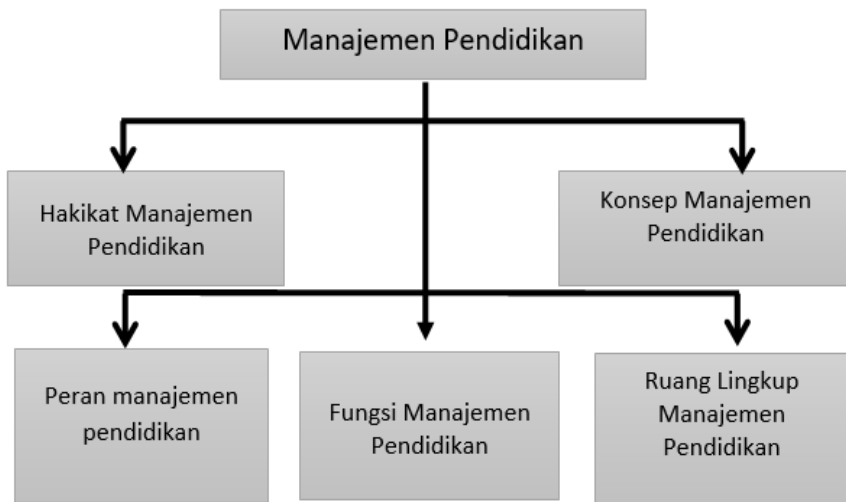 Manajemen Pendidikan
Hakikat Manajemen
Pendidikan
Konsep Manajemen
Pendidikan
Peran manajemen
pendidikan
Fungsi Manajemen
Pendidikan
Ruang Lingkup
Manajemen
Pendidikan